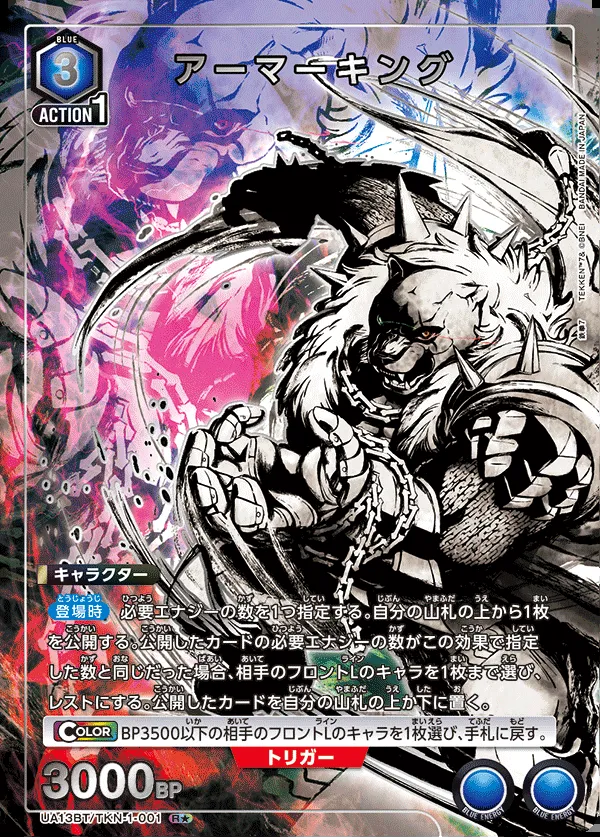 BLUE
3
ACTION1
アーマーキング
鉄拳7 TEKKEN™7& ©BNEI BANDAI MADE IN JAPAN
キャラクター
登場時 必要エナジーの数を1つ指定する。自分の山札の上から1枚
を公開する。公開したカードの必要エナジーの数がこの効果で指定
した数と同じだった場合、相手のフロントLのキャラを1枚まで選び、
レストにする。公開したカードを自分の山札の上か下に置く。
COLOR BP3500以下の相手のフロントLのキャラを1枚選び、手札に戻す。
トリガー
3000BP
BLUE ENERGY BLUE ENERGY
UA13BT/TKN-1-001 R★